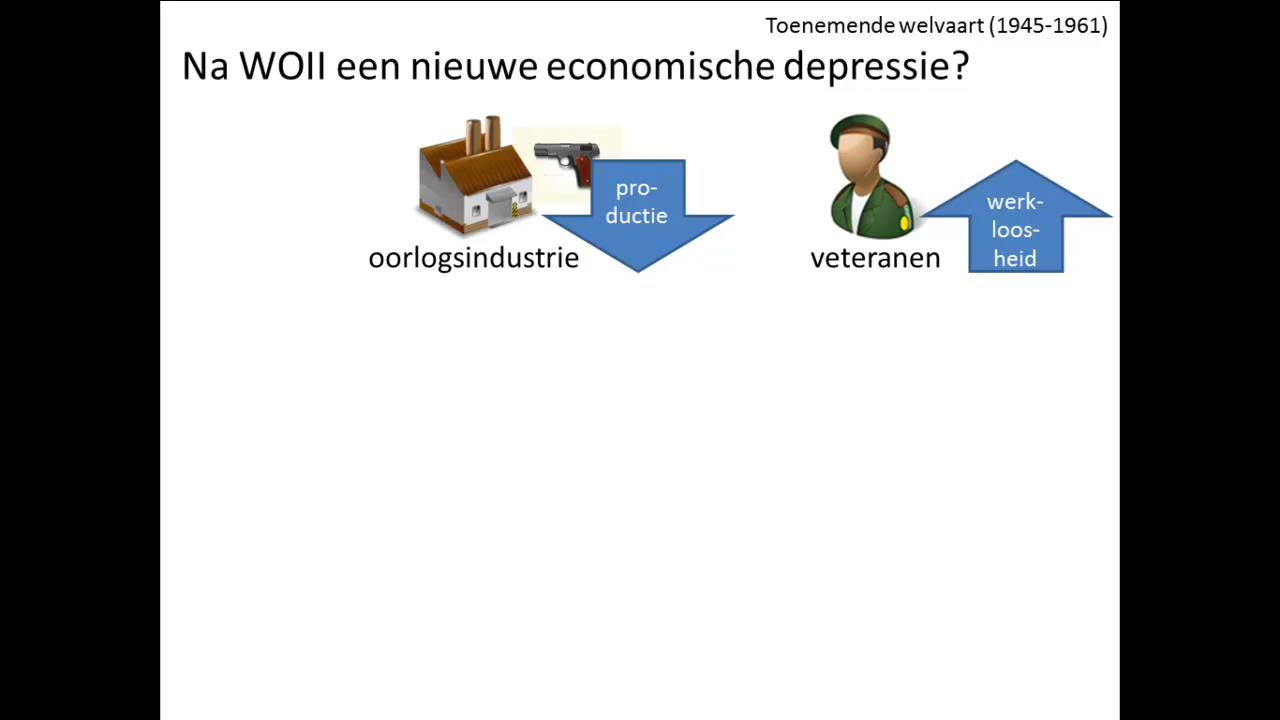 Toenemende welvaart (1945-1961)
Na WOII een nieuwe economische depressie?
pro-
ductie
oorlogsindustrie
werk-
loos-
heid
veteranen